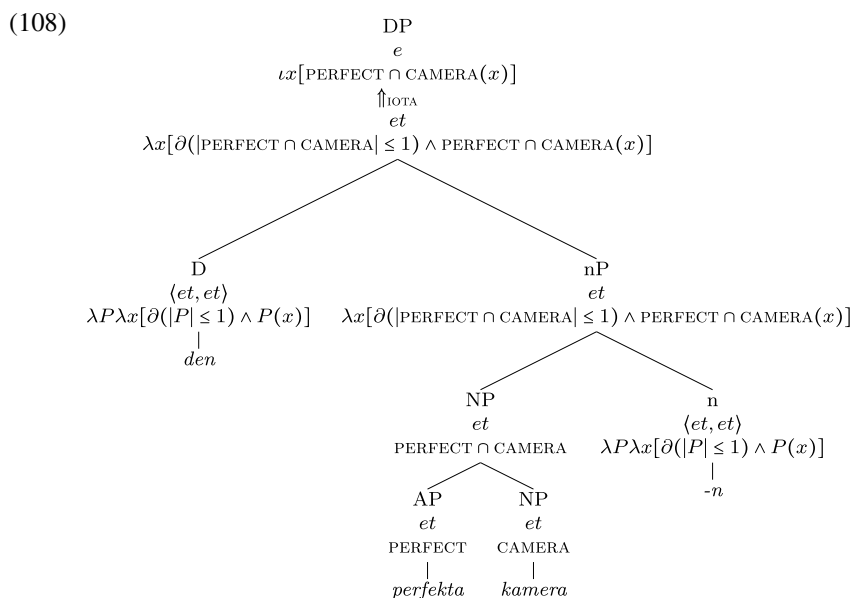 (108)
DP
e
ιx[PERFECT ∩ CAMERA(x)]
⇑IOTA
et
λx[∂(|PERFECT ∩ CAMERA| ≤ 1) ∧ PERFECT ∩ CAMERA(x)]
D
⟨et, et⟩
λPλx[∂(|P| ≤ 1) ∧ P(x)]
den
nP
et
λx[∂(|PERFECT ∩ CAMERA| ≤ 1) ∧ PERFECT ∩ CAMERA(x)]
NP
et
PERFECT ∩ CAMERA
n
⟨et, et⟩
λPλx[∂(|P| ≤ 1) ∧ P(x)]
-n
AP
et
PERFECT
perfekta
NP
et
CAMERA
kamera